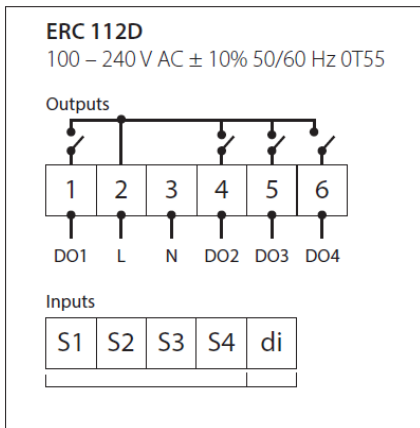 ERC 112D
100 – 240 V AC ± 10% 50/60 Hz 0T55
Outputs
1 2 3 4 5 6
DO1 L N DO2 DO3 DO4
Inputs
S1 S2 S3 S4 di